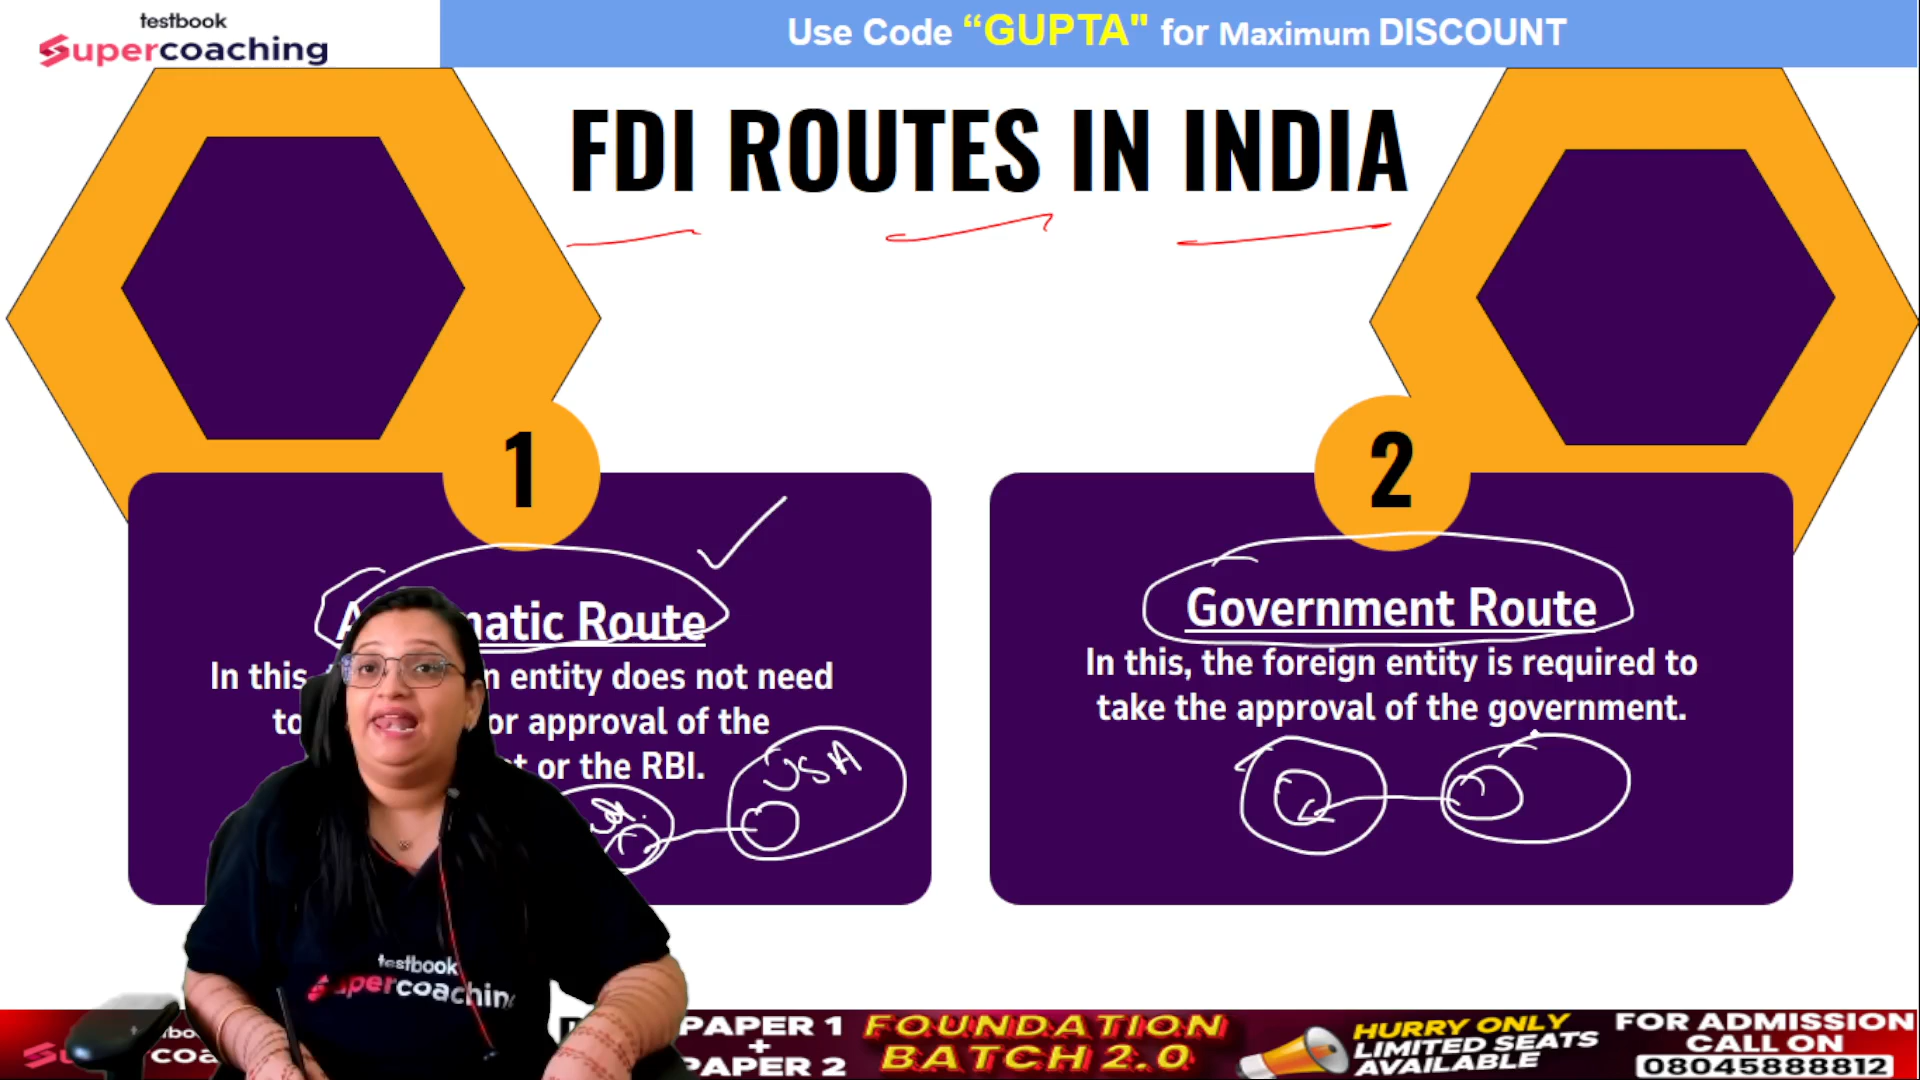 testbook
Supercoaching
Use Code “GUPTA" for Maximum DISCOUNT
FDI ROUTES IN INDIA
1
Route
In this, entity does not need
to or approval of the
or the RBI.
USA
2
Government Route
In this, the foreign entity is required to
take the approval of the government.
testbook
Supercoaching
PAPER 1
+
PAPER 2
FOUNDATION
BATCH 2.0
HURRY ONLY
LIMITED SEATS
AVAILABLE
FOR ADMISSION
CALL ON
08045888812